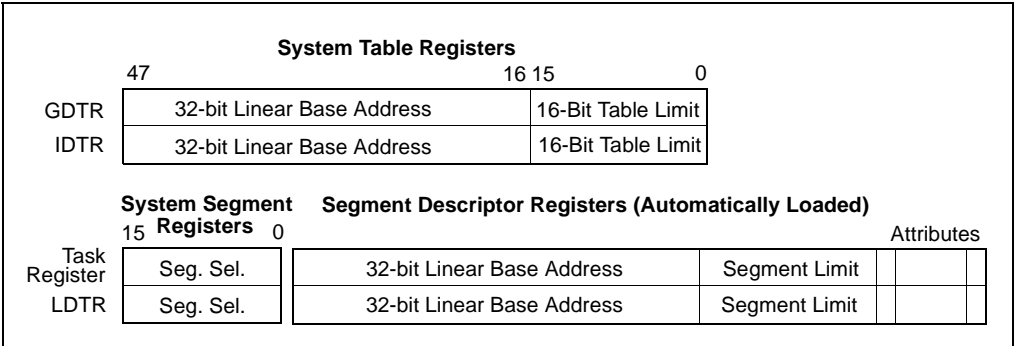 System Table Registers
47 16 15 0
GDTR 32-bit Linear Base Address 16-Bit Table Limit
IDTR 32-bit Linear Base Address 16-Bit Table Limit
System Segment Segment Descriptor Registers (Automatically Loaded)
15 Registers 0 Attributes
Task
Register Seg. Sel. 32-bit Linear Base Address Segment Limit
LDTR Seg. Sel. 32-bit Linear Base Address Segment Limit